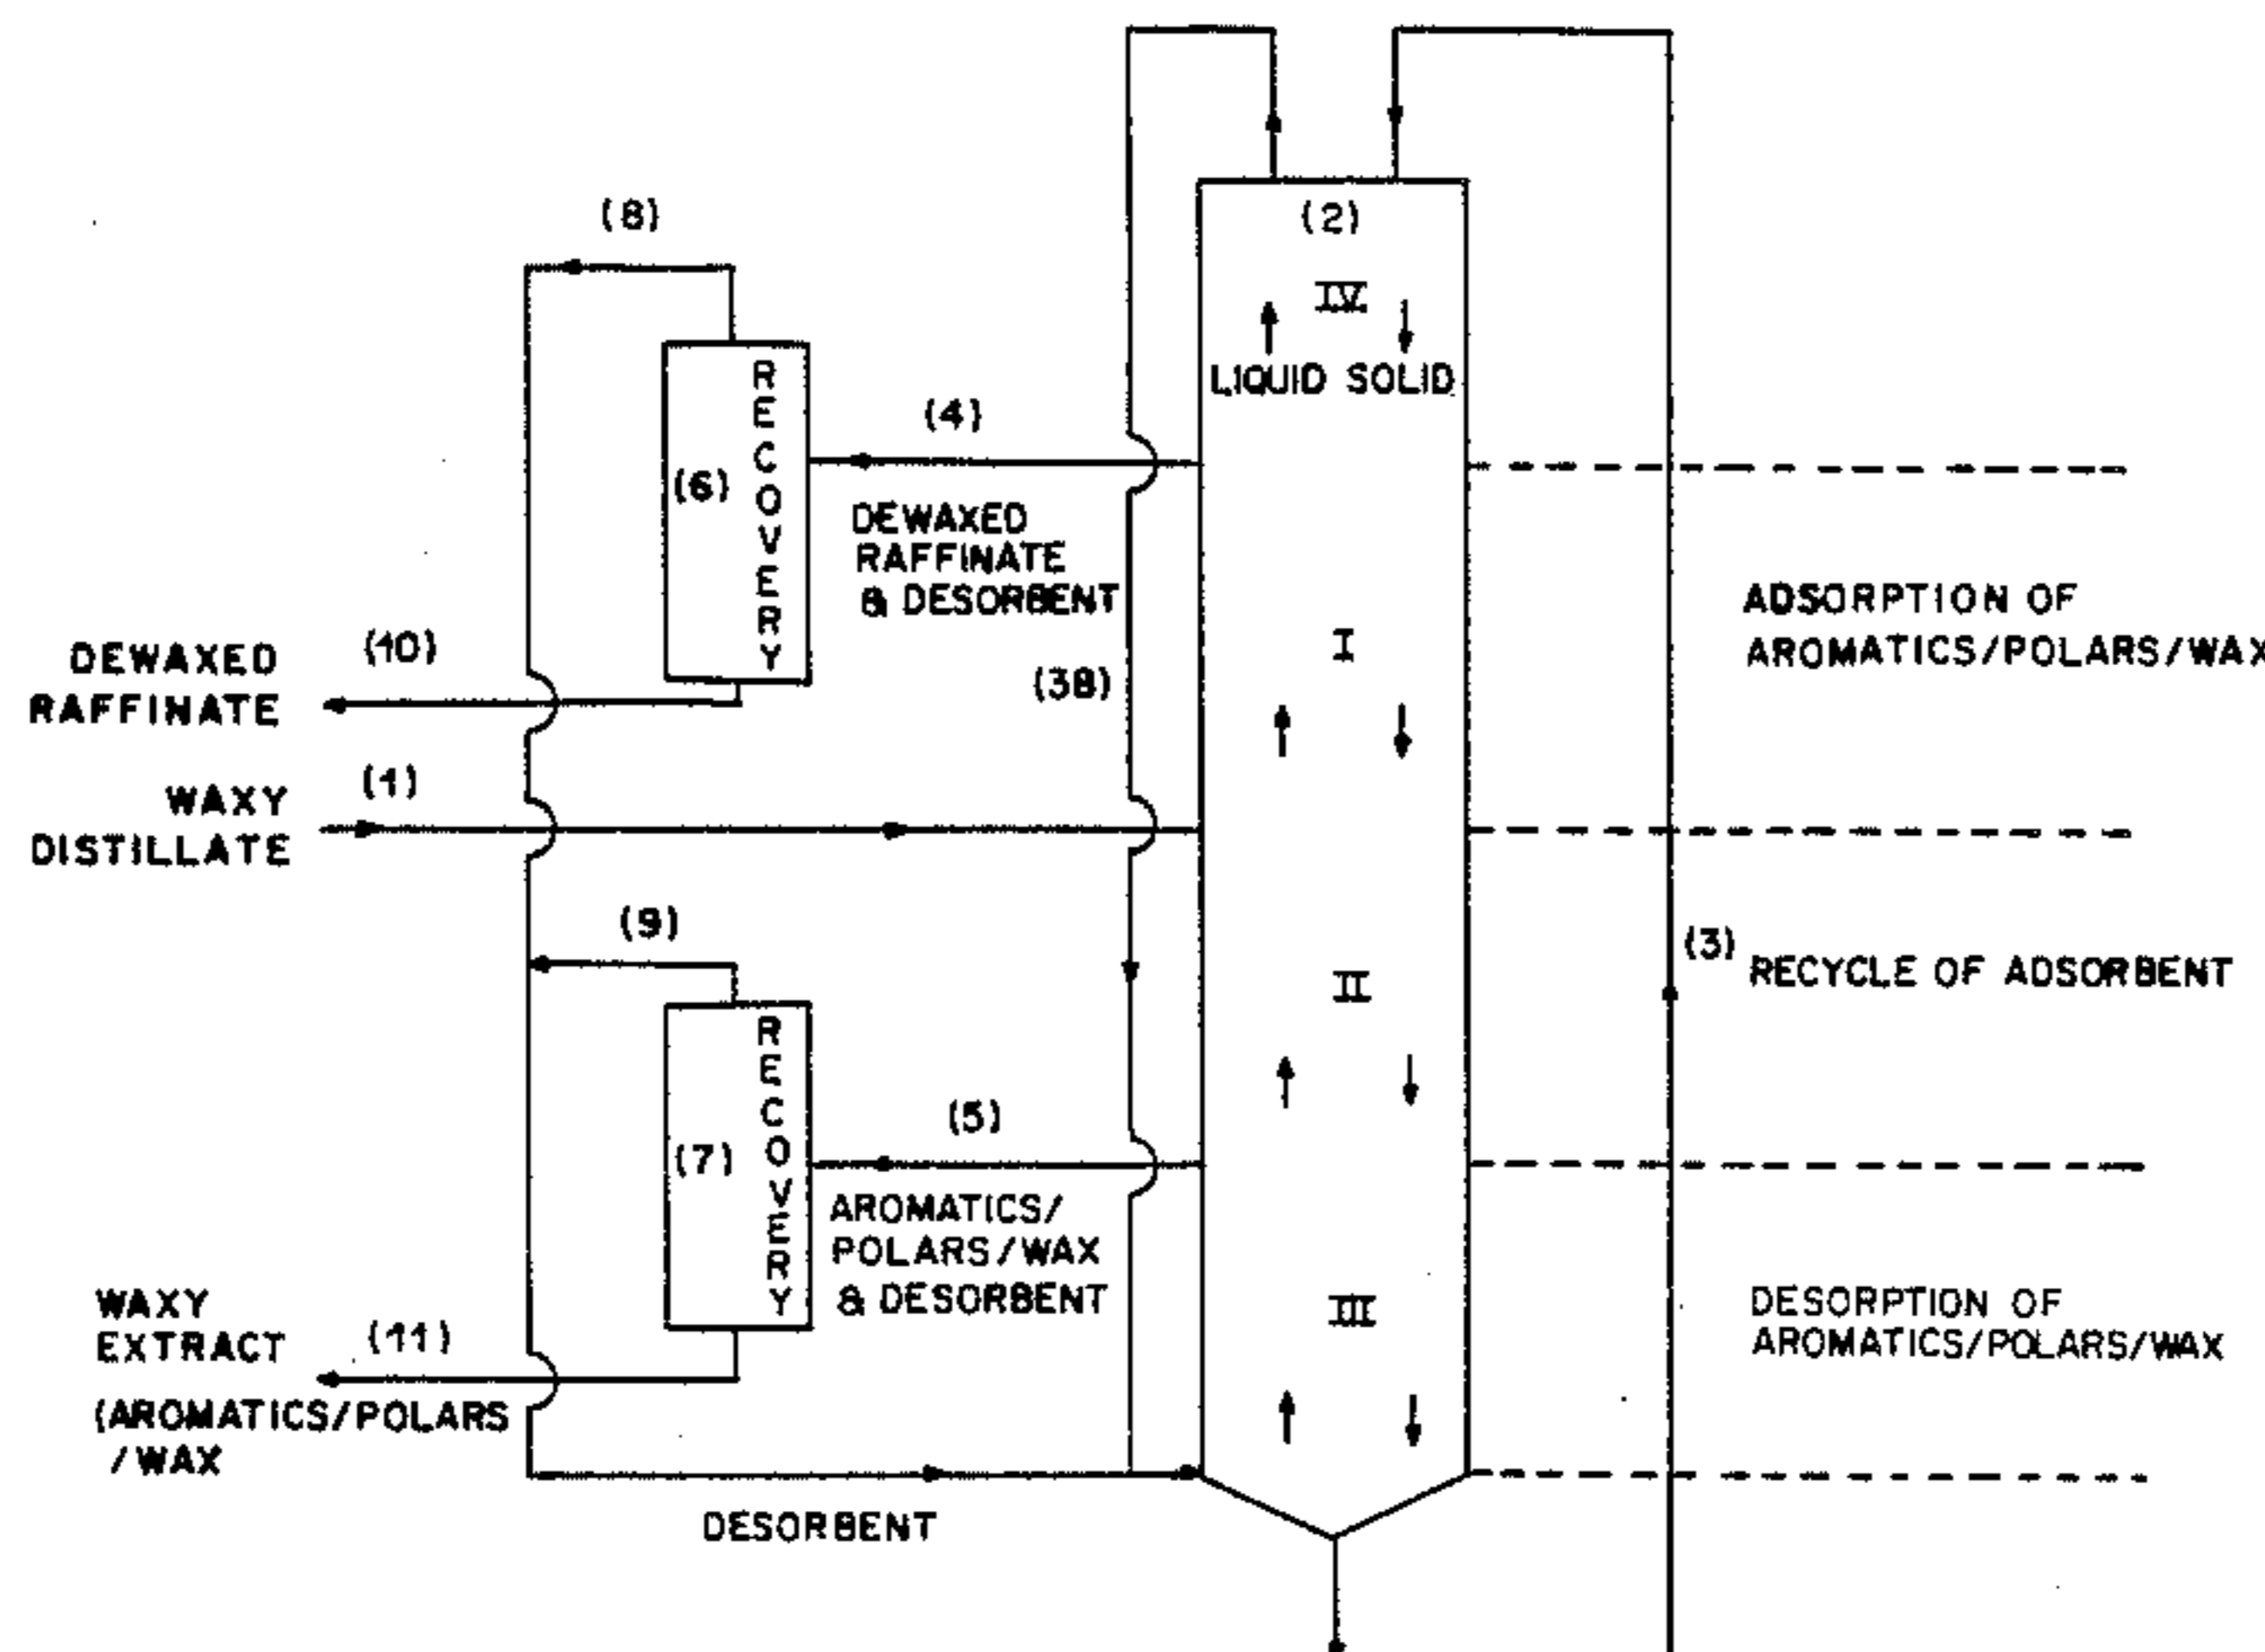 (8)
(2)
IV
LIQUID SOLID
RECOVERY
(6)
(4)
DEWAXED
RAFFINATE
& DESORBENT
ADSORPTION OF
AROMATICS/POLARS/WAX
I
(38)
DEWAXED
RAFFINATE
(10)
WAXY
DISTILLATE
(1)
(9)
II
(3)
RECYCLE OF ADSORBENT
RECOVERY
(7)
(5)
AROMATICS/
POLARS/WAX
& DESORBENT
III
DESORPTION OF
AROMATICS/POLARS/WAX
WAXY
EXTRACT
(11)
(AROMATICS/POLARS
/WAX
DESORBENT